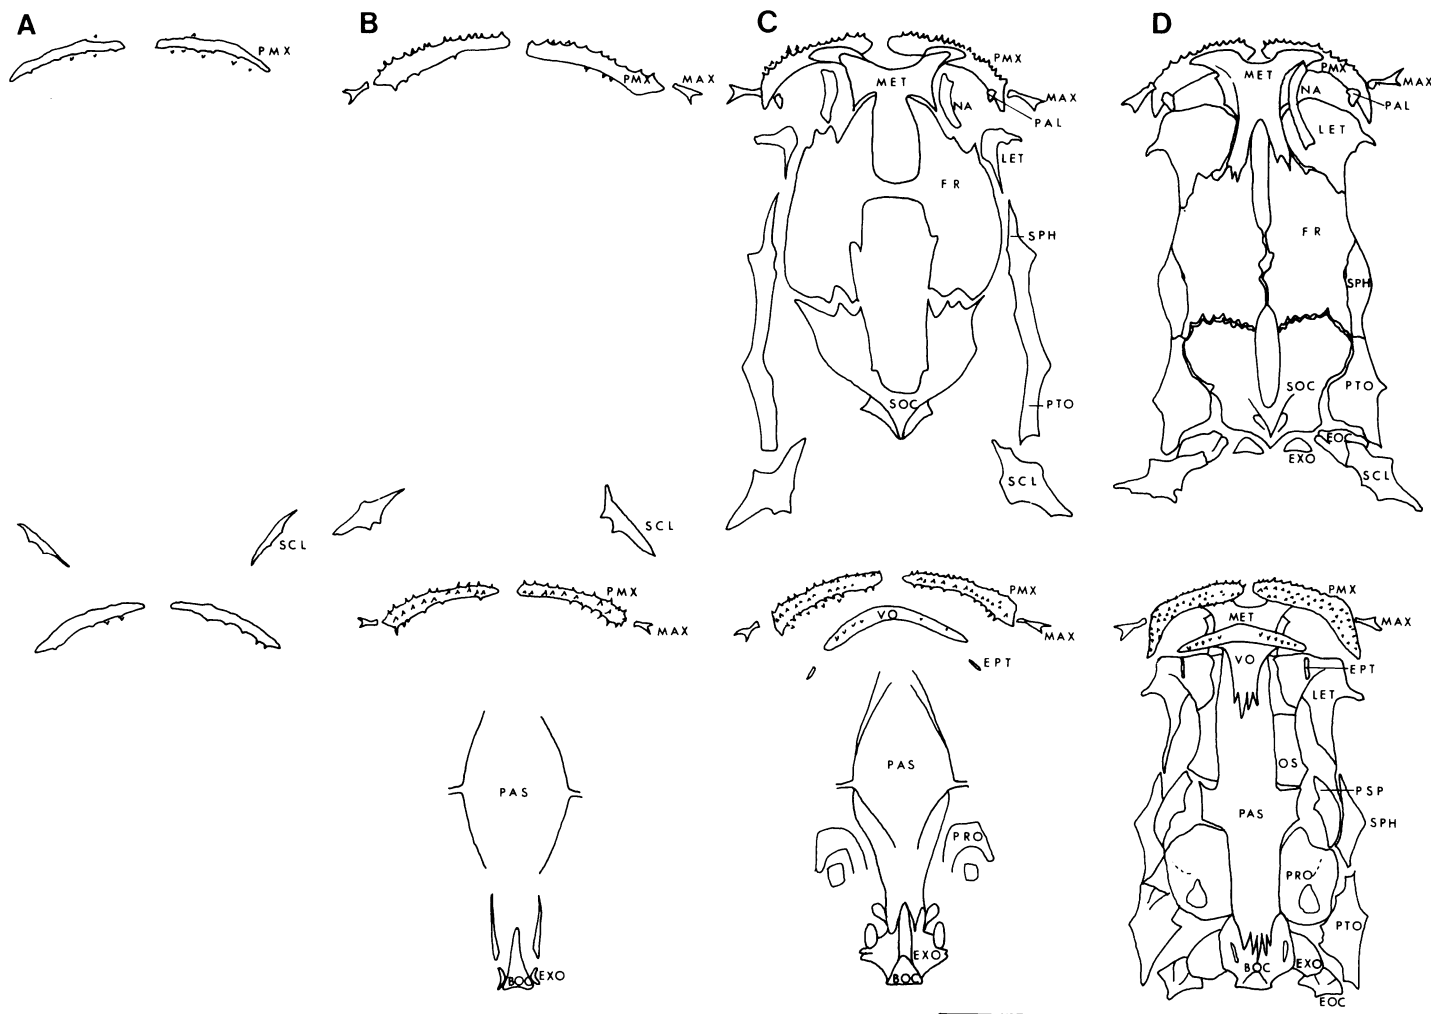 A
B
C
D
PMX
PMX
MAX
PMX
MET
MAX
NA
PAL
LET
FR
SPH
SOC
PTO
SCL
PMX
MET
MAX
NA
PAL
LET
FR
SPH
SOC
PTO
EOC
EXO
SCL
SCL
SCL
PMX
MAX
PAS
BOC
EXO
PMX
VO
MAX
EPT
PAS
PRO
EXO
BOC
PMX
MET
MAX
VO
EPT
LET
OS
PSP
PAS
SPH
PRO
PTO
BOC
EXO
EOC